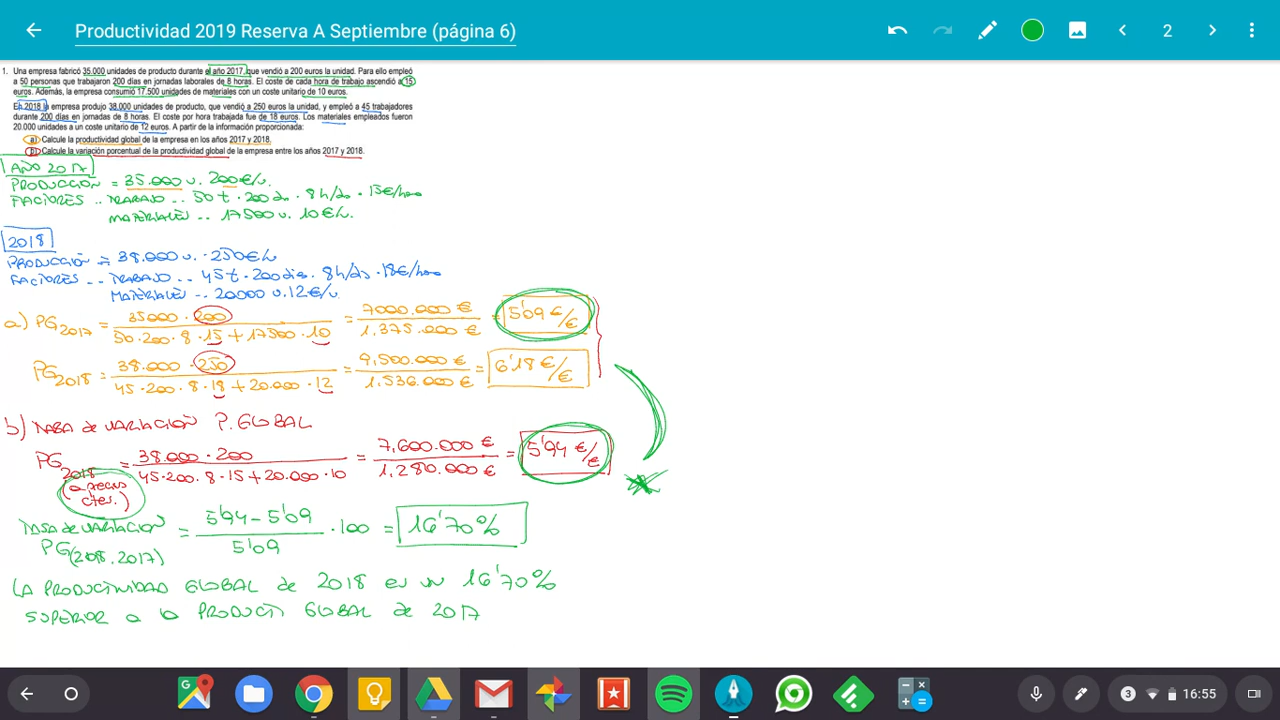 Productividad 2019 Reserva A Septiembre (página 6)
2
1. Una empresa fabricó 35.000 unidades de producto durante el año 2017, que vendió a 200 euros la unidad. Para ello empleó
a 50 personas que trabajaron 200 días en jornadas laborales de 8 horas. El coste de cada hora de trabajo ascendió a 15
euros. Además, la empresa consumió 17.500 unidades de materiales con un coste unitario de 10 euros.
En 2018 la empresa produjo 38.000 unidades de producto, que vendió a 250 euros la unidad, y empleó a 45 trabajadores
durante 200 días en jornadas de 8 horas. El coste por hora trabajada fue de 18 euros. Los materiales empleados fueron
20.000 unidades a un coste unitario de 12 euros. A partir de la información proporcionada:
a) Calcule la productividad global de la empresa en los años 2017 y 2018.
b) Calcule la variación porcentual de la productividad global de la empresa entre los años 2017 y 2018.
AÑO 2017
PRODUCCIÓN = 35.000 u. 200€/u.
FACTORES .. TRABAJO .. 50 t · 200 días · 8h/día · 15€/hora
MATERIALES .. 17500 u. 10€/u.
2018
PRODUCCIÓN = 38.000 u. · 250€/u
FACTORES .. TRABAJO .. 45 t · 200 días · 8h/día · 18€/hora
MATERIALES .. 20000 u. 12€/u.
a) PG2017 = 35000 · 200 / 50·200·8·15 + 17500·10 = 7000.000 € / 1.375.000 € = 5'09 €/€
PG2018 = 38.000 · 250 / 45·200·8·18 + 20.000·12 = 9.500.000 € / 1.536.000 € = 6'18 €/€
b) TASA de VARIACIÓN P. GLOBAL
PG2018 (a precios ctes.) = 38.000 · 200 / 45·200·8·15 + 20.000·10 = 7.600.000 € / 1.280.000 € = 5'94 €/€
TASA de VARIACIÓN PG(2018.2017) = 5'94 - 5'09 / 5'09 · 100 = 16'70%
LA PRODUCTIVIDAD GLOBAL de 2018 es un 16'70%
SUPERIOR a la PRODUCTI GLOBAL de 2017
3
16:55